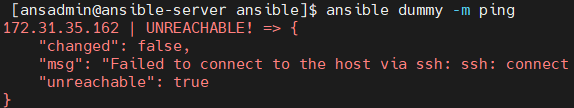 [ansadmin@ansible-server ansible]$ ansible dummy -m ping
172.31.35.162 | UNREACHABLE! => {
"changed": false,
"msg": "Failed to connect to the host via ssh: ssh: connect
"unreachable": true
}